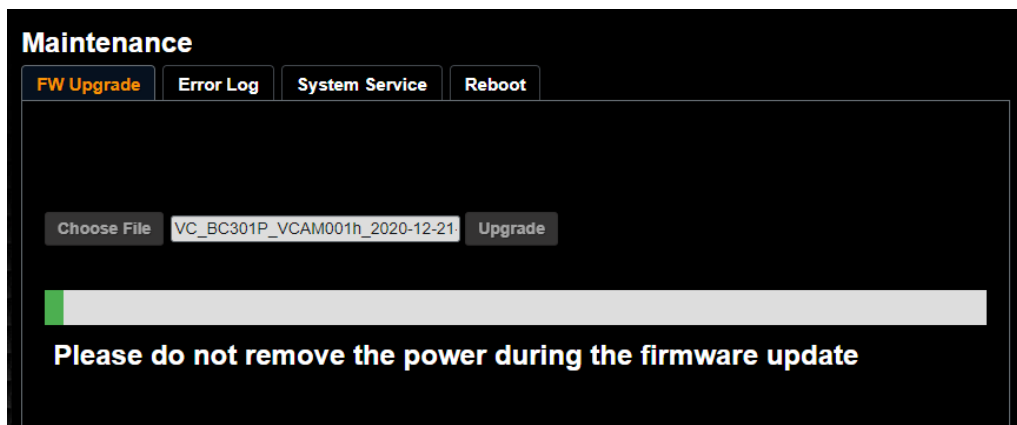 Maintenance
FW Upgrade Error Log System Service Reboot
Choose File VC_BC301P_VCAM001h_2020-12-21- Upgrade
Please do not remove the power during the firmware update